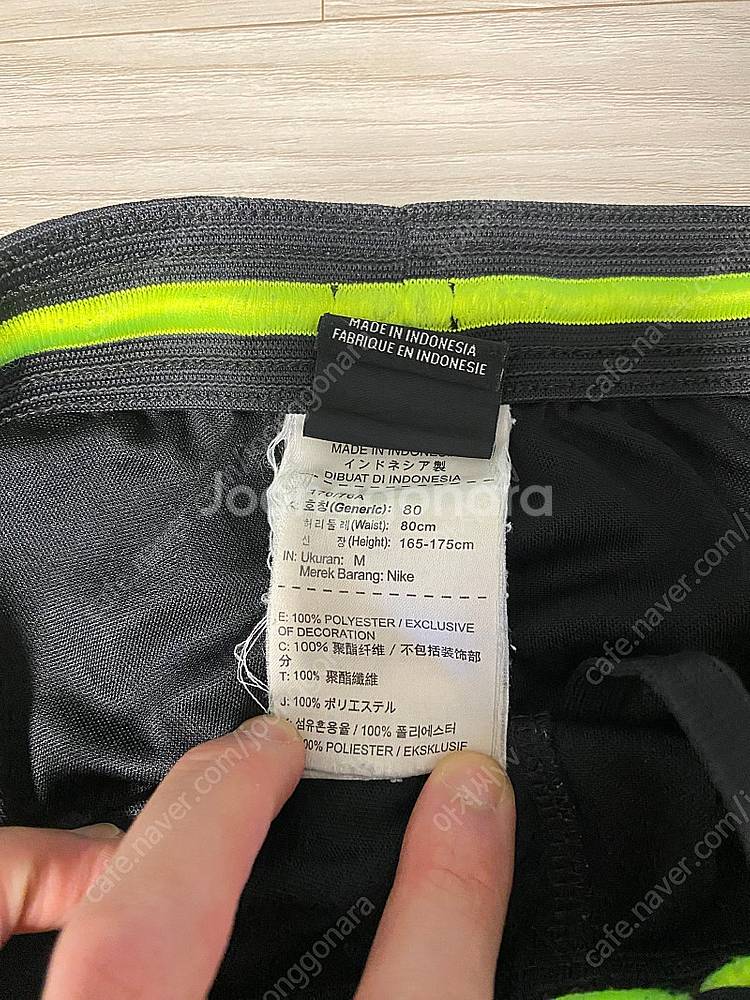 MADE IN INDONESIA
FABRIQUE EN INDONESIE
MADE IN INDONESIA
インドネシア製
DIBUAT DI INDONESIA
호칭(Generic): 80
허리둘레(Waist): 80cm
신 장(Height): 165-175cm
IN: Ukuran: M
Merek Barang: Nike
E: 100% POLYESTER / EXCLUSIVE
OF DECORATION
C: 100% 聚酯纤维 / 不包括装饰部
分
T: 100% 聚酯纖維
J: 100% ポリエステル
섬유혼용율 / 100% 폴리에스터
100% POLIESTER / EKSKLUSIF
Joonggonara
cafe.naver.com/joonggonara